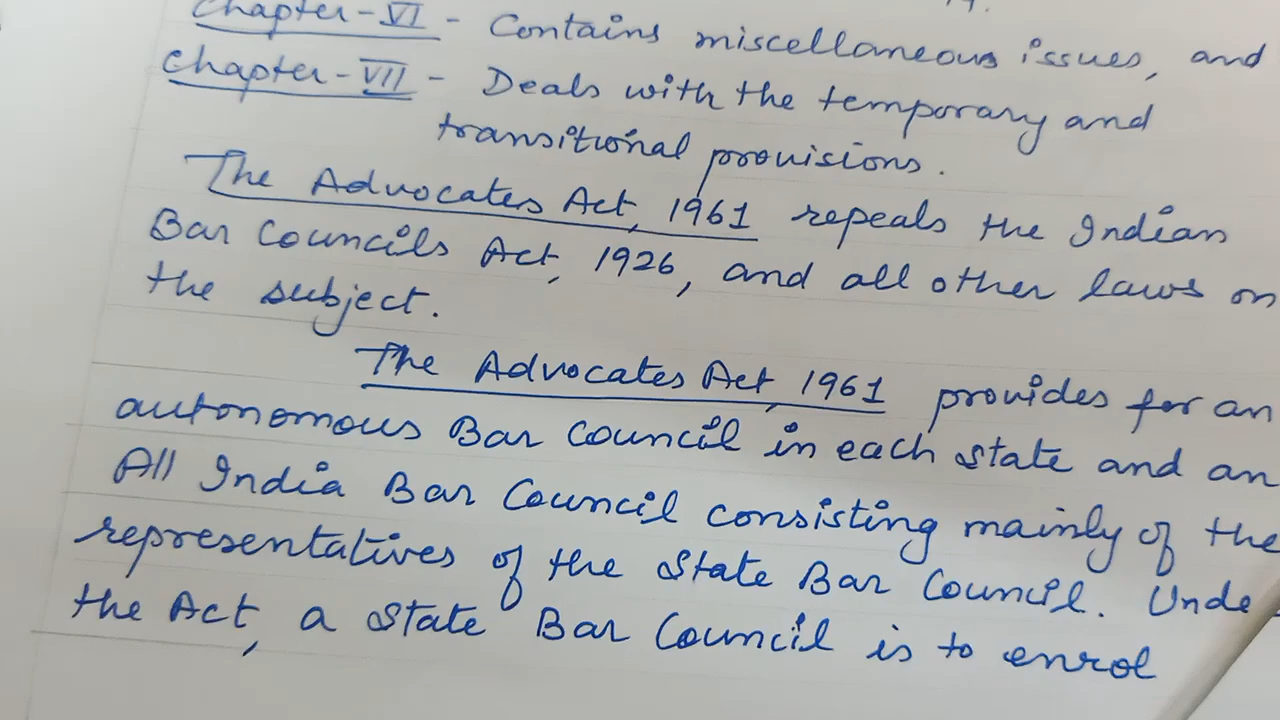 Chapter-VI - Contains miscellaneous issues, and
Chapter-VII - Deals with the temporary and
transitional provisions.
The Advocates Act, 1961 repeals the Indian
Bar Councils Act, 1926, and all other laws on
the subject.
The Advocates Act, 1961 provides for an
autonomous Bar Council in each state and an
All India Bar Council consisting mainly of the
representatives of the State Bar Council. Unde
the Act, a State Bar Council is to enrol